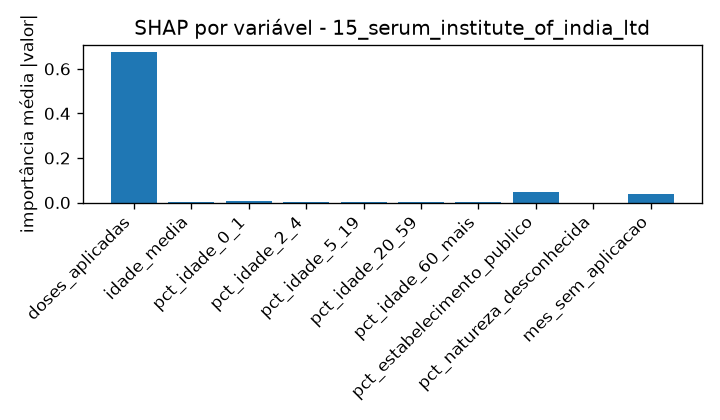 SHAP por variável - 15_serum_institute_of_india_ltd
importância média |valor|
0.6
0.4
0.2
0.0
doses_aplicadas
idade_media
pct_idade_0_1
pct_idade_2_4
pct_idade_5_19
pct_idade_20_59
pct_idade_60_mais
pct_estabelecimento_publico
pct_natureza_desconhecida
mes_sem_aplicacao